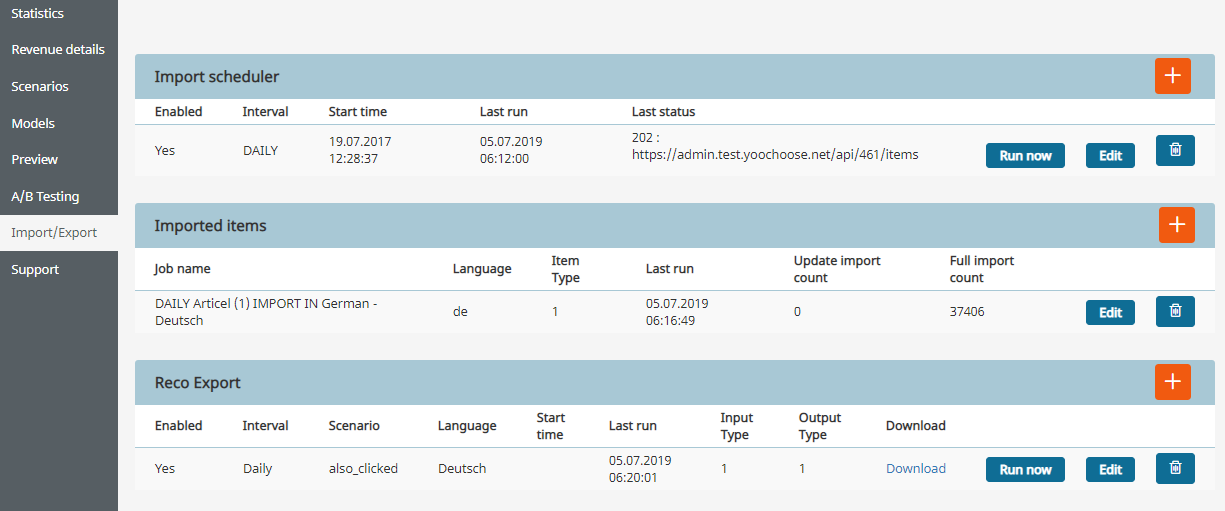 Statistics
Revenue details
Scenarios
Models
Preview
A/B Testing
Import/Export
Support
Import scheduler
Enabled Interval Start time Last run Last status
Yes DAILY 19.07.2017 12:28:37 05.07.2019 06:12:00 202 : https://admin.test.yoochoose.net/api/461/items Run now Edit
Imported items
Job name Language Item Type Last run Update import count Full import count
DAILY Articel (1) IMPORT IN German - Deutsch de 1 05.07.2019 06:16:49 0 37406 Edit
Reco Export
Enabled Interval Scenario Language Start time Last run Input Type Output Type Download
Yes Daily also_clicked Deutsch 05.07.2019 06:20:01 1 1 Download Run now Edit